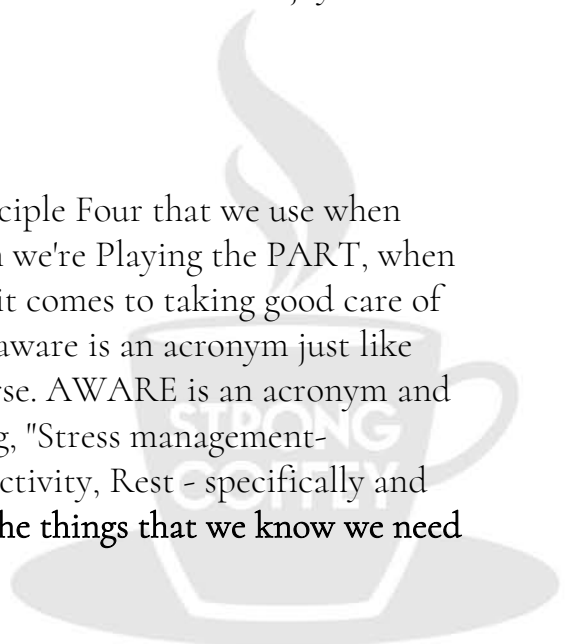 ciple Four that we use when
we're Playing the PART, when
it comes to taking good care of
aware is an acronym just like
rse. AWARE is an acronym and
g, "Stress management-
ctivity, Rest - specifically and
he things that we know we need
STRONG
COFFEY